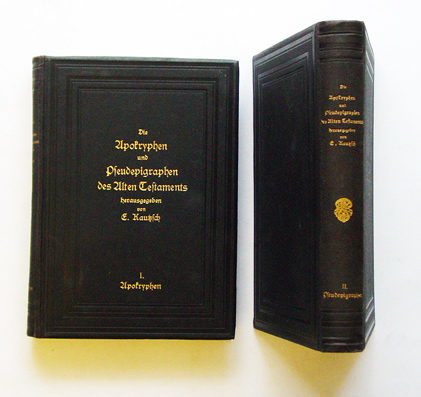 Die
Apokryphen
und
Pseudepigraphen
des Alten Testaments
herausgegeben
von
E. Kautzsch
I.
Apokryphen
Die
Apokryphen
und
Pseudepigraphen
des Alten Testaments
herausgegeben
von
E. Kautzsch
II.
Pseudepigraphen